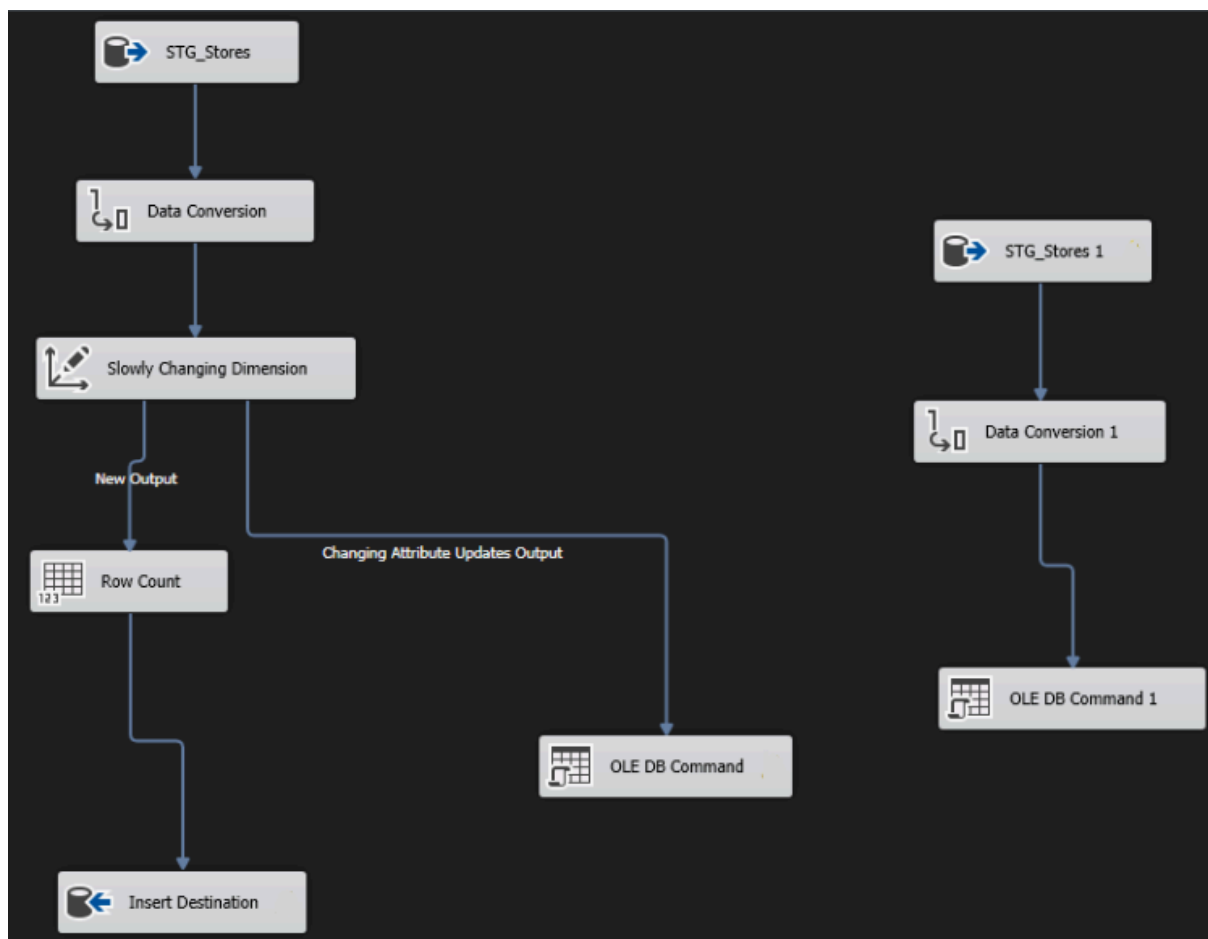 STG_Stores
Data Conversion
Slowly Changing Dimension
New Output
Changing Attribute Updates Output
123
Row Count
OLE DB Command
Insert Destination
STG_Stores 1
Data Conversion 1
OLE DB Command 1